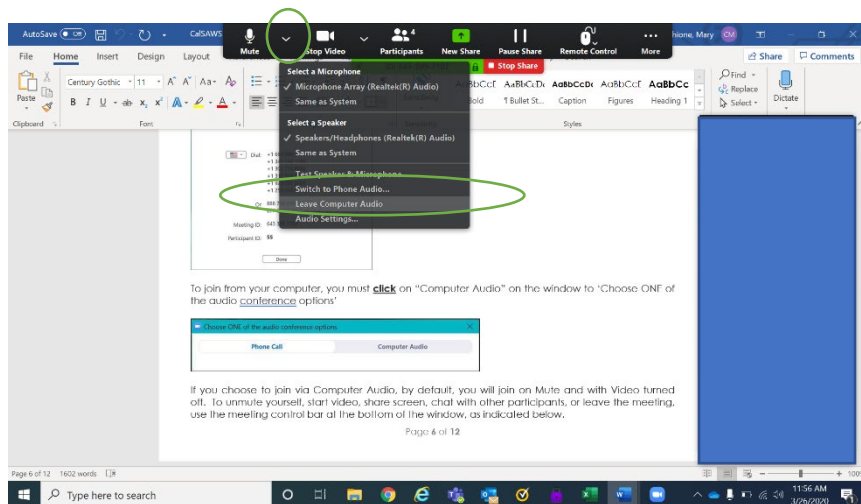 AutoSave
CalSAWS
hione, Mary CM
Mute
Stop Video
4
Participants
New Share
Pause Share
Remote Control
More
Stop Share
File Home Insert Design Layout
Share Comments
Select a Microphone
✓ Microphone Array (Realtek(R) Audio)
Same as System
Select a Speaker
✓ Speakers/Headphones (Realtek(R) Audio)
Same as System
Test Speaker & Microphone
Switch to Phone Audio...
Leave Computer Audio
Audio Settings...
Paste
Century Gothic 11
B I U
Caption Figures Heading 1
1 Bullet St...
Find
Replace
Select
Dictate
Clipboard Font Styles
Dial:
Or
Meeting ID:
Participant ID: 88
Done
To join from your computer, you must click on "Computer Audio" on the window to 'Choose ONE of
the audio conference options'
Choose ONE of the audio conference options
Phone Call Computer Audio
If you choose to join via Computer Audio, by default, you will join on Mute and with Video turned
off. To unmute yourself, start video, share screen, chat with other participants, or leave the meeting,
use the meeting control bar at the bottom of the window, as indicated below.
Page 6 of 12
Page 6 of 12 1602 words
Type here to search
11:56 AM
3/26/2020